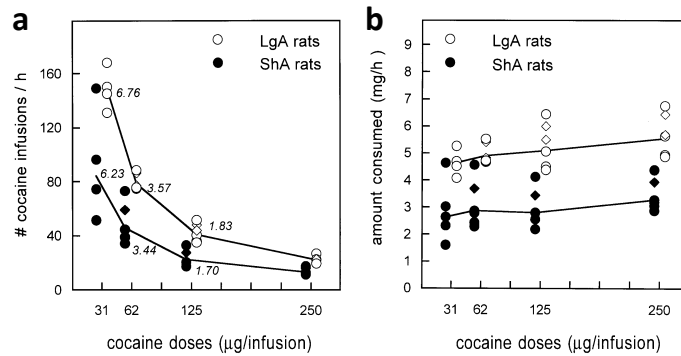 a
LgA rats
ShA rats
# cocaine infusions / h
160
120
80
40
0
6.76
6.23
3.57
3.44
1.83
1.70
31 62 125 250
cocaine doses (µg/infusion)
b
LgA rats
ShA rats
amount consumed (mg/h)
9
8
7
6
5
4
3
2
1
0
31 62 125 250
cocaine doses (µg/infusion)